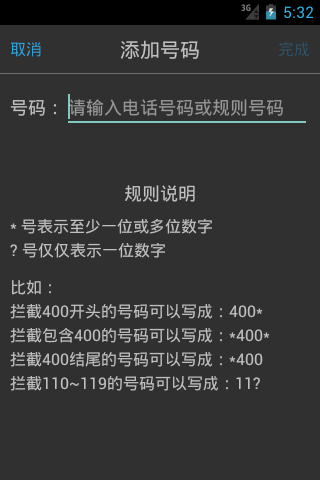 3G 5:32
取消 添加号码 完成
号码：请输入电话号码或规则号码
规则说明
* 号表示至少一位或多位数字
? 号仅仅表示一位数字
比如：
拦截400开头的号码可以写成：400*
拦截包含400的号码可以写成：*400*
拦截400结尾的号码可以写成：*400
拦截110~119的号码可以写成：11?